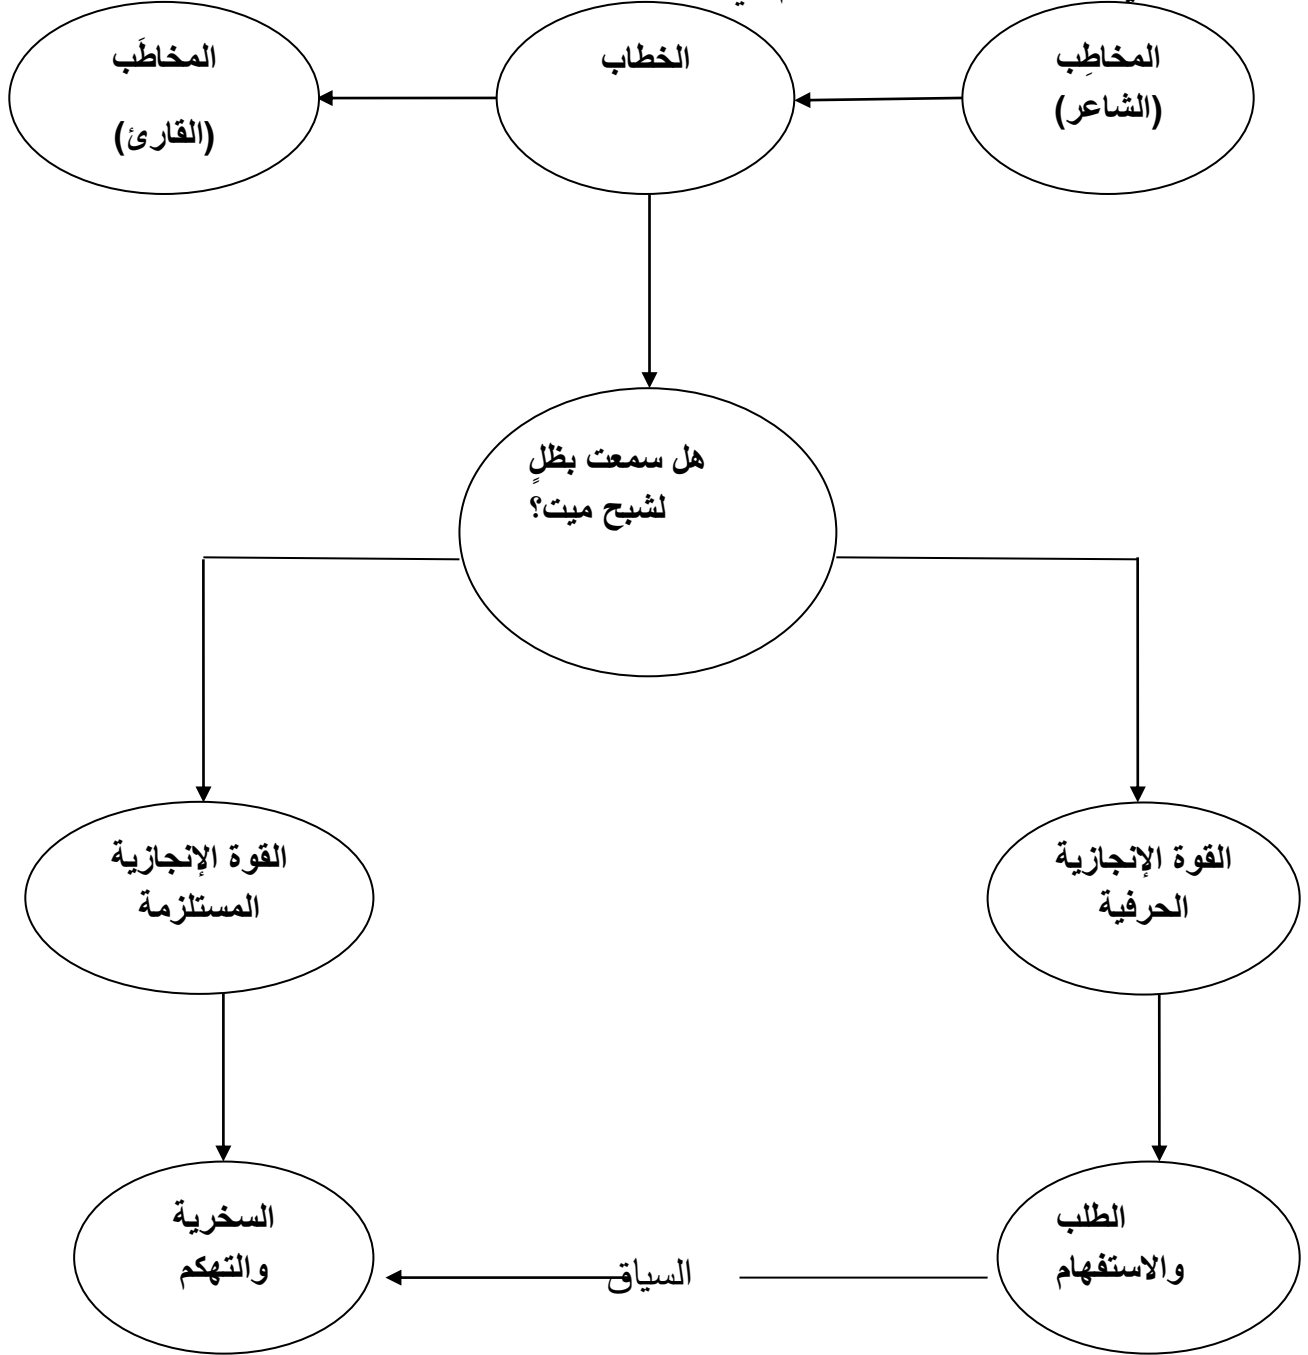 المخاطِب
(الشاعر)
الخطاب
المخاطَب
(القارئ)
هل سمعت بظلٍ
لشبح ميت؟
القوة الإنجازية
الحرفية
القوة الإنجازية
المستلزمة
الطلب
والاستفهام
السياق
السخرية
والتهكم